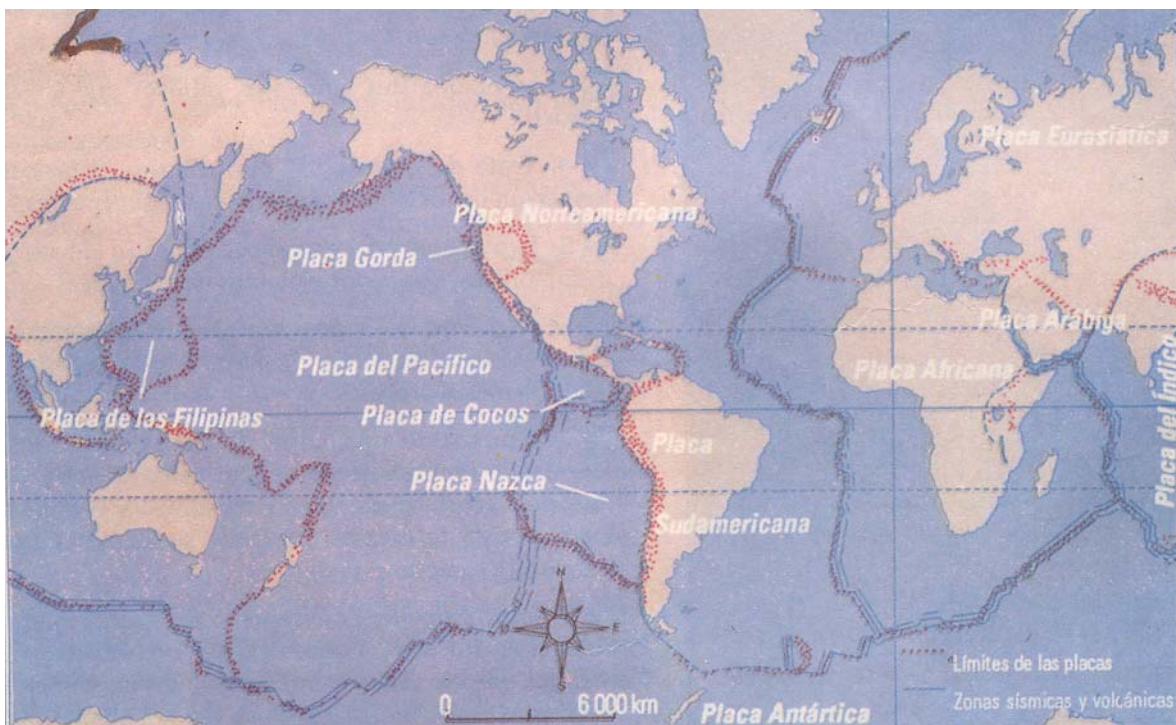 Placa Eurasiática
Placa Norteamericana
Placa Gorda
Placa Arábiga
Placa del Pacífico
Placa Africana
Placa de las Filipinas
Placa de Cocos
Placa
Placa Nazca
Sudamericana
Placa del Índico
N
E
S
0 6 000 km
Límites de las placas
Zonas sísmicas y volcánicas
Placa Antártica